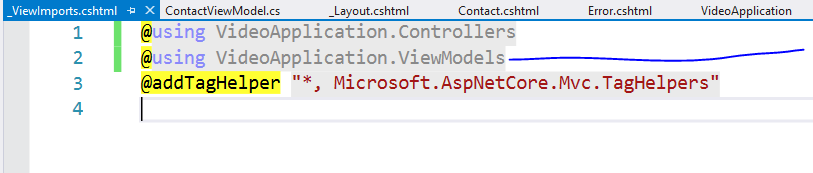 _ViewImports.cshtml ContactViewModel.cs _Layout.cshtml Contact.cshtml Error.cshtml VideoApplication
1 @using VideoApplication.Controllers
2 @using VideoApplication.ViewModels
3 @addTagHelper "*, Microsoft.AspNetCore.Mvc.TagHelpers"
4